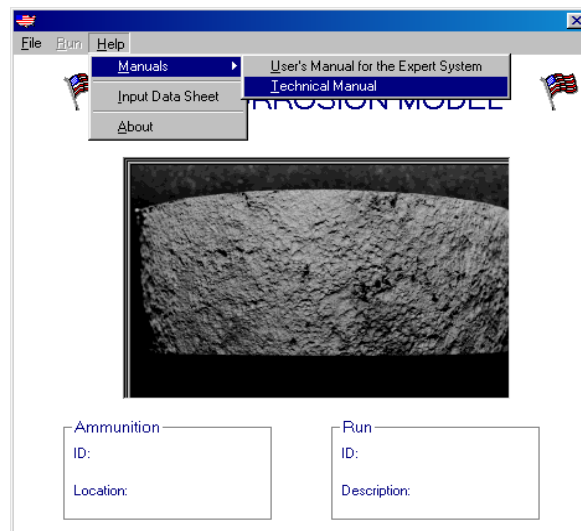 File Run Help
Manuals
User's Manual for the Expert System
Technical Manual
Input Data Sheet
About
MODEL
Ammunition
ID:
Location:
Run
ID:
Description: